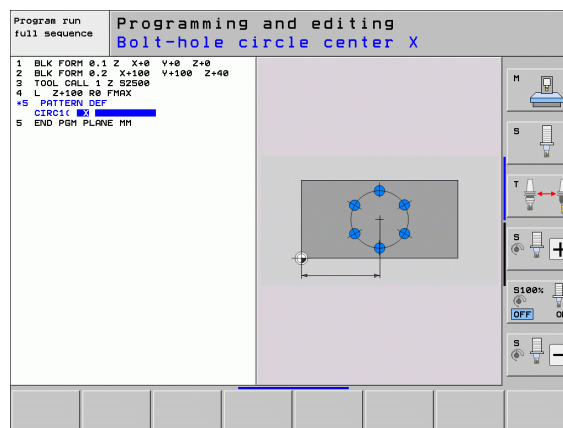 Program run
full sequence
Programming and editing
Bolt-hole circle center X
1 BLK FORM 0.1 Z X+0 Y+0 Z+0
2 BLK FORM 0.2 X+100 Y+100 Z+40
3 TOOL CALL 1 Z S2500
4 L Z+100 R0 FMAX
*5 PATTERN DEF
CIRC1( X
5 END PGM PLANE MM
M
S
T
S
S100%
OFF
S